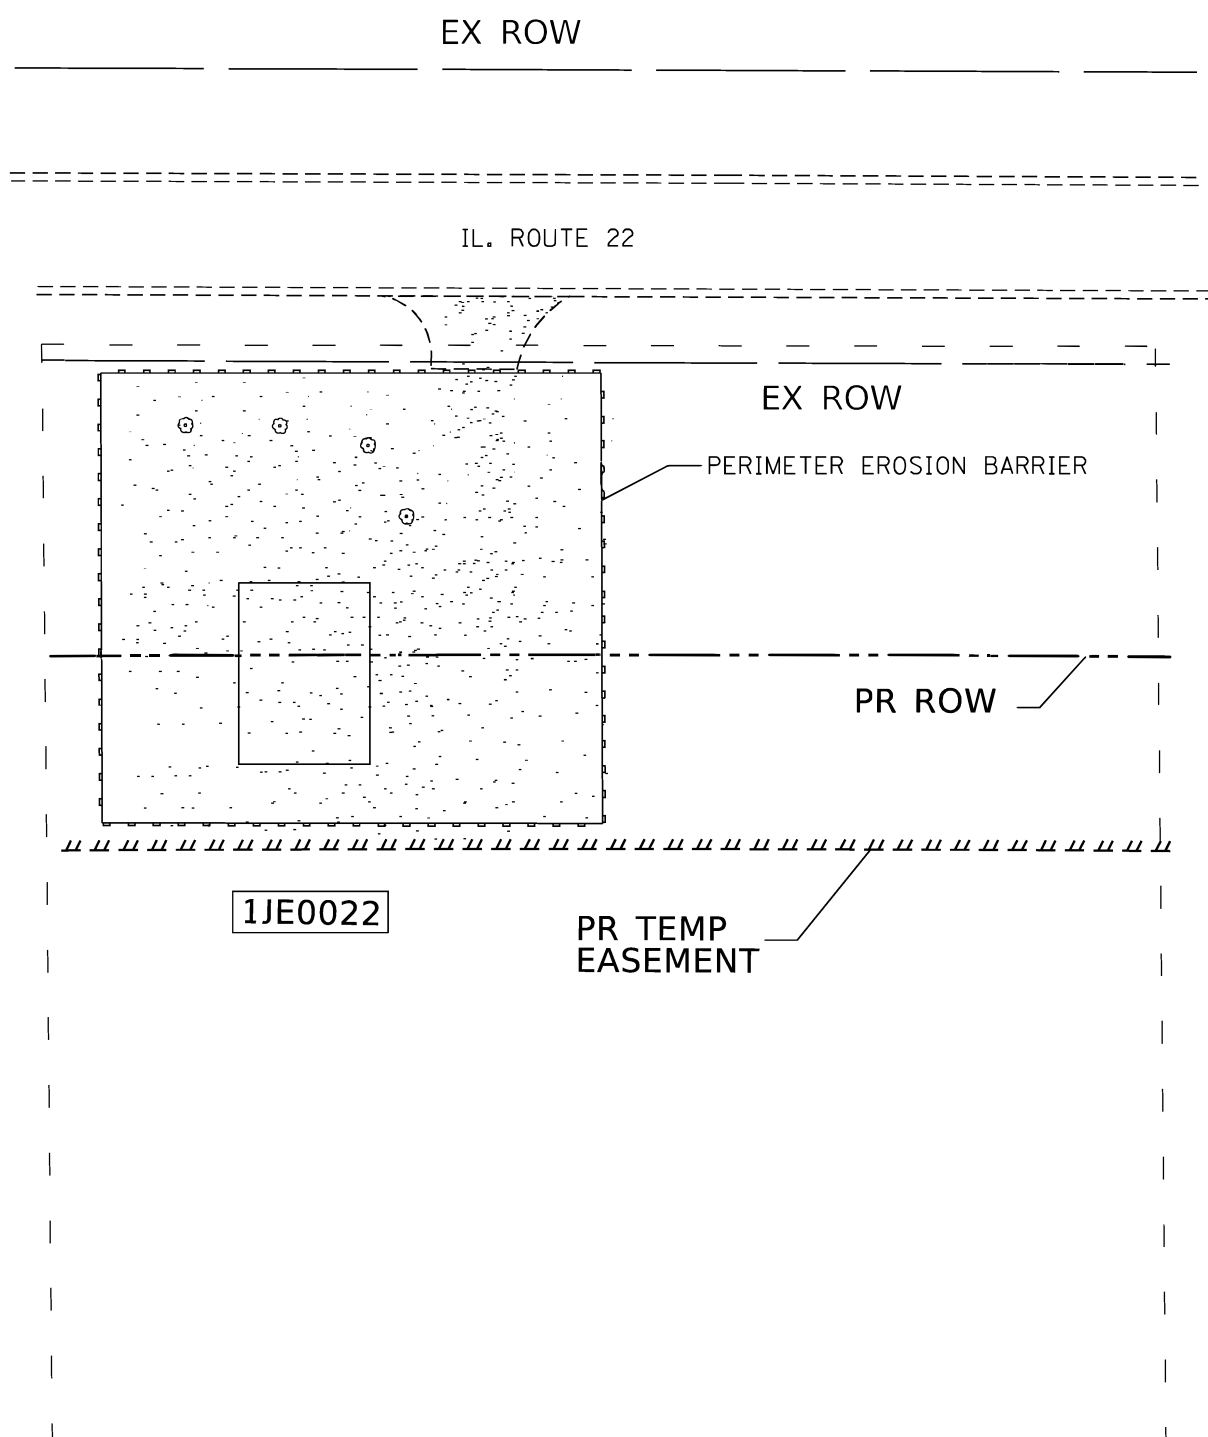 EX ROW
IL. ROUTE 22
EX ROW
PERIMETER EROSION BARRIER
PR ROW
1JE0022
PR TEMP
EASEMENT